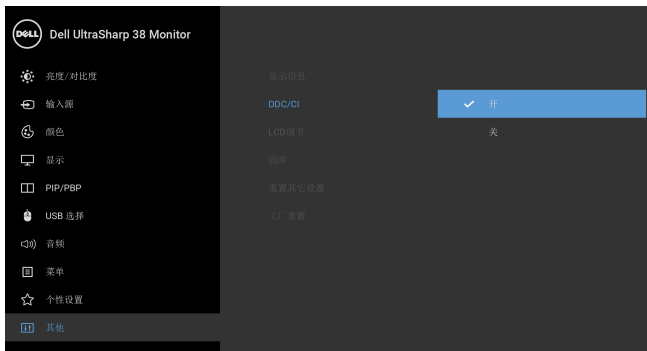 DELL
Dell UltraSharp 38 Monitor
亮度/对比度
输入源
颜色
显示
PIP/PBP
USB 选择
音频
菜单
个性设置
其他
显示信息
DDC/CI
LCD调节
固件
重置其它设置
工厂重置
开
关